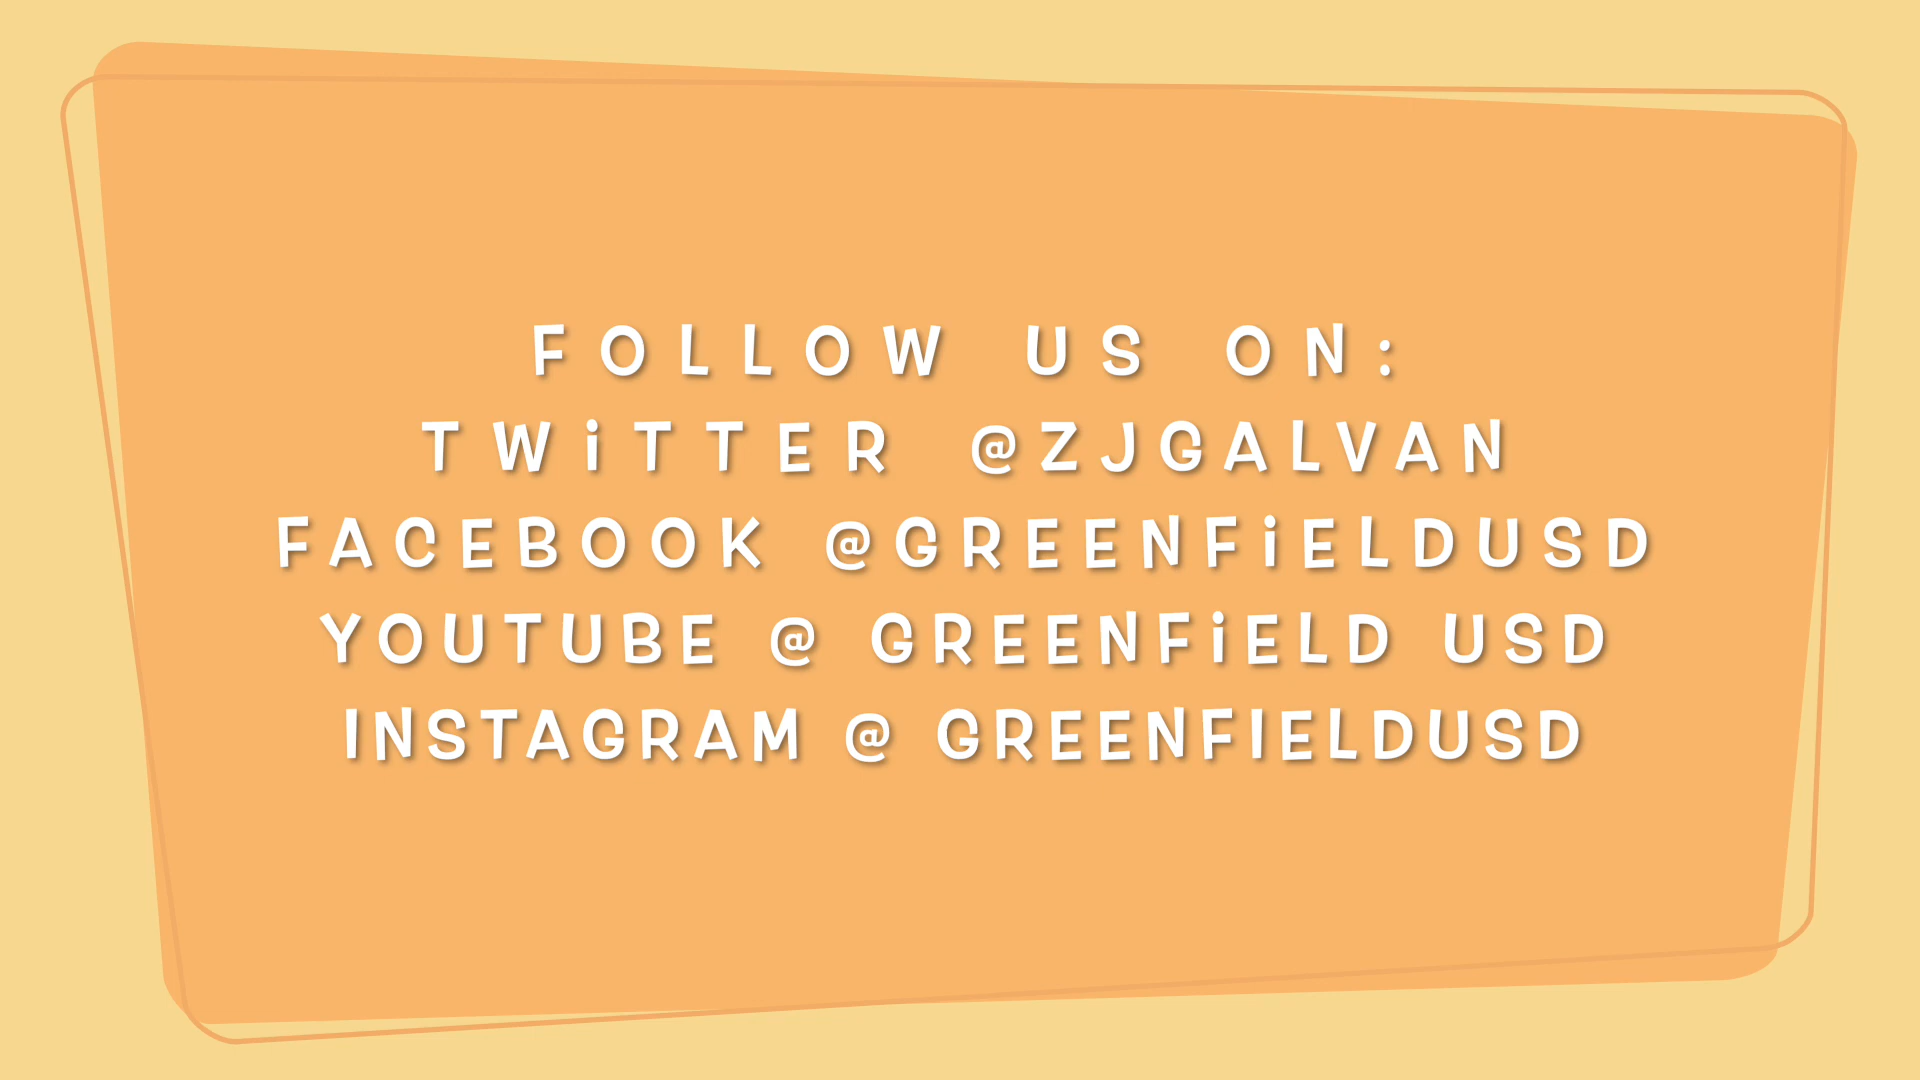 FOLLOW US ON:
TWiTTER @ZJGALVAN
FACEBOOK @GREENFiELDUSD
YOUTUBE @ GREENFiELD USD
INSTAGRAM @ GREENFIELDUSD